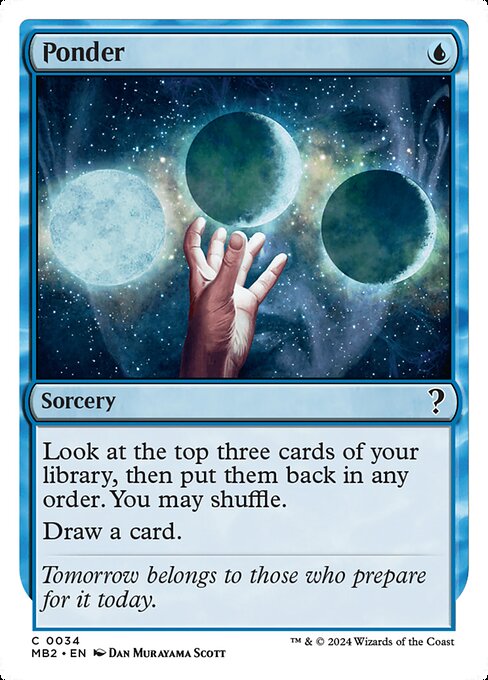 Ponder
Sorcery
?
Look at the top three cards of your
library, then put them back in any
order. You may shuffle.
Draw a card.
Tomorrow belongs to those who prepare
for it today.
C 0034
™ & © 2024 Wizards of the Coast
MB2 • EN Dan Murayama Scott